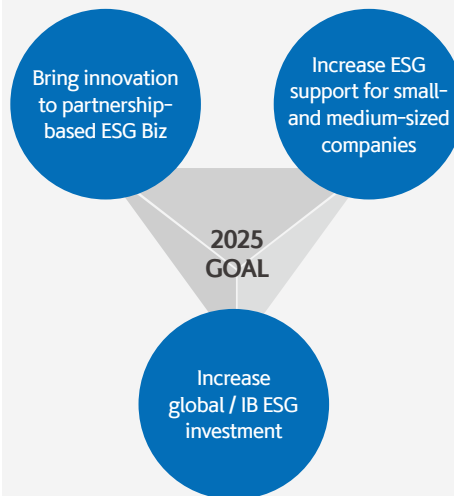 Bring innovation
to partnership-
based ESG Biz
Increase ESG
support for small-
and medium-sized
companies
2025
GOAL
Increase
global / IB ESG
investment